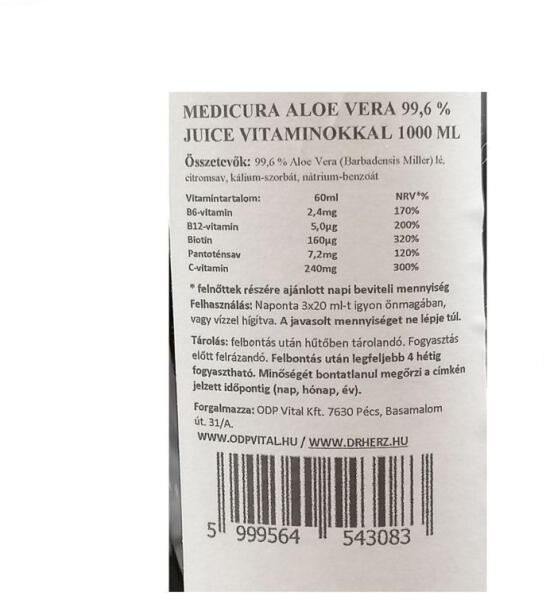 MEDICURA ALOE VERA 99,6 %
JUICE VITAMINOKKAL 1000 ML
Összetevők: 99,6 % Aloe Vera (Barbadensis Miller) lé,
citromsav, kálium-szorbát, nátrium-benzoát
Vitamintartalom: 60ml NRV*%
B6-vitamin 2,4mg 170%
B12-vitamin 5,0µg 200%
Biotin 160µg 320%
Pantoténsav 7,2mg 120%
C-vitamin 240mg 300%
* felnőttek részére ajánlott napi beviteli mennyiség
Felhasználás: Naponta 3x20 ml-t igyon önmagában,
vagy vízzel hígítva. A javasolt mennyiséget ne lépje túl.
Tárolás: felbontás után hűtőben tárolandó. Fogyasztás
előtt felrázandó. Felbontás után legfeljebb 4 hétig
fogyasztható. Minőségét bontatlanul megőrzi a címkén
jelzett időpontig (nap, hónap, év).
Forgalmazza: ODP Vital Kft. 7630 Pécs, Basamalom
út. 31/A.
WWW.ODPVITAL.HU / WWW.DRHERZ.HU
5 999564 543083